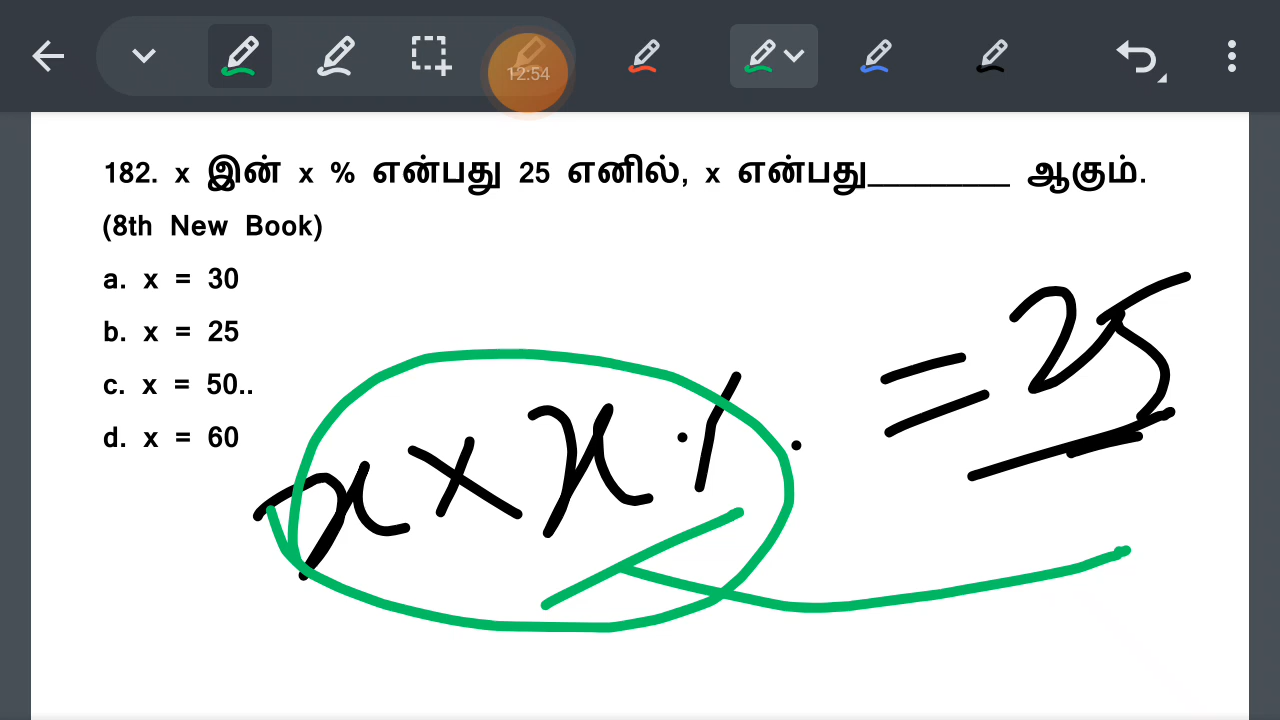 12:54
182. x இன் x % என்பது 25 எனில், x என்பது_________ ஆகும்.
(8th New Book)
a. x = 30
b. x = 25
c. x = 50..
d. x = 60
x × x % = 25